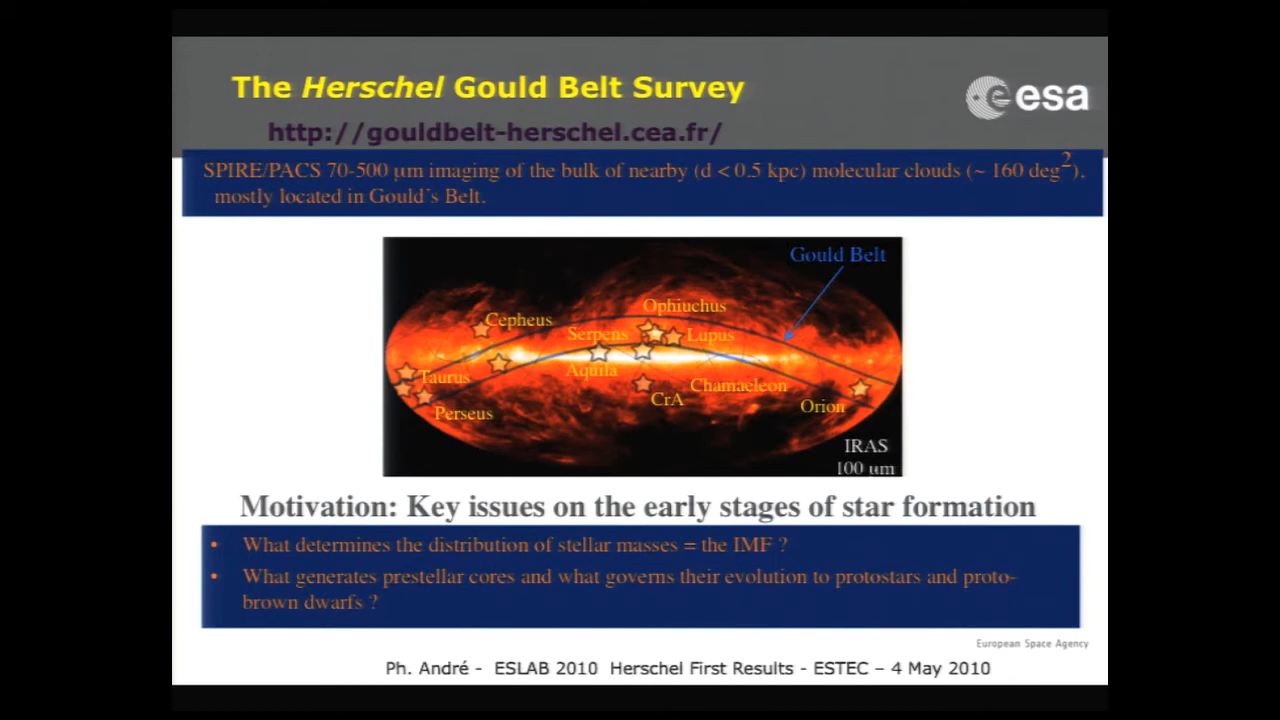 The Herschel Gould Belt Survey
esa
http://gouldbelt-herschel.cea.fr/
SPIRE/PACS 70-500 μm imaging of the bulk of nearby (d < 0.5 kpc) molecular clouds (~ 160 deg²),
mostly located in Gould's Belt.
Gould Belt
Ophiuchus
Cepheus
Serpens
Lupus
Aquila
Taurus
Chamaeleon
CrA
Orion
Perseus
IRAS
100 μm
Motivation: Key issues on the early stages of star formation
• What determines the distribution of stellar masses = the IMF ?
• What generates prestellar cores and what governs their evolution to protostars and proto-
brown dwarfs ?
European Space Agency
Ph. André - ESLAB 2010 Herschel First Results - ESTEC – 4 May 2010